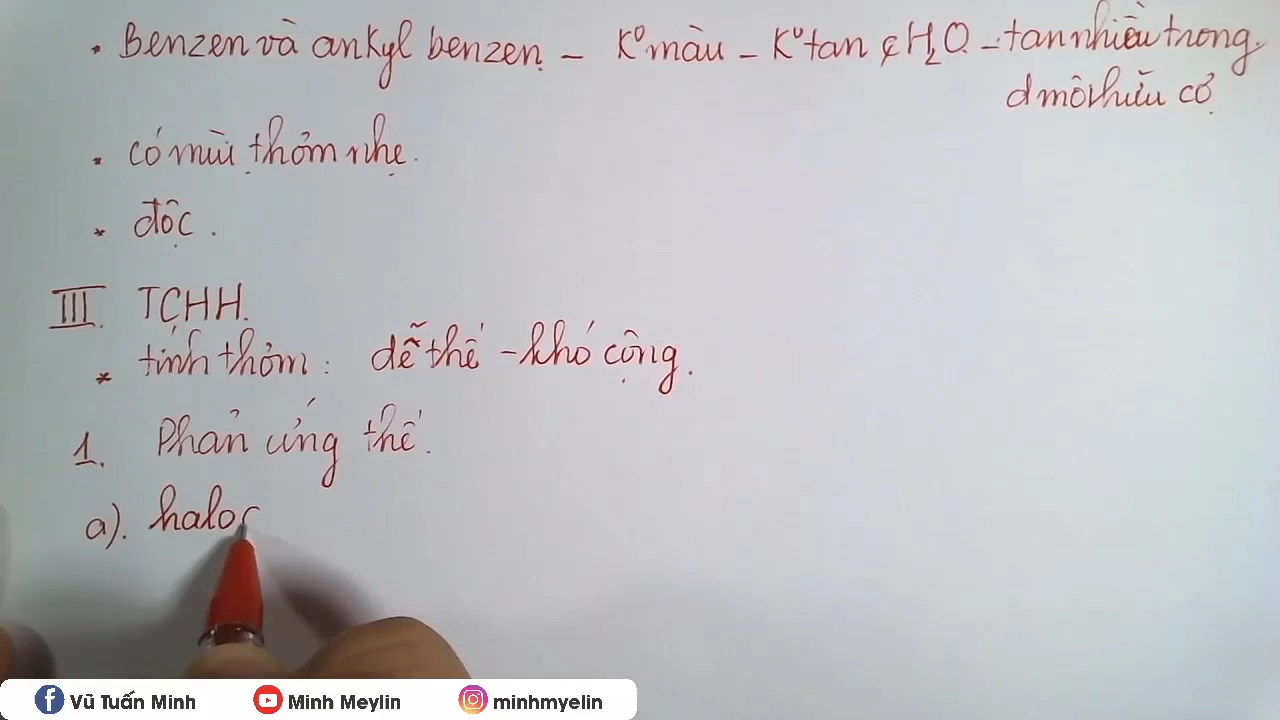 • Benzen và ankyl benzen – K⁰ màu – K⁰ tan ¢ H₂O – tan nhiều trong
d môi hữu cơ
• có mùi thơm nhẹ.
* độc.
III. TCHH.
* tính thơm: dễ thế – khó cộng.
1. Phản ứng thế.
a). halo
Vũ Tuấn Minh Minh Meylin minhmyelin